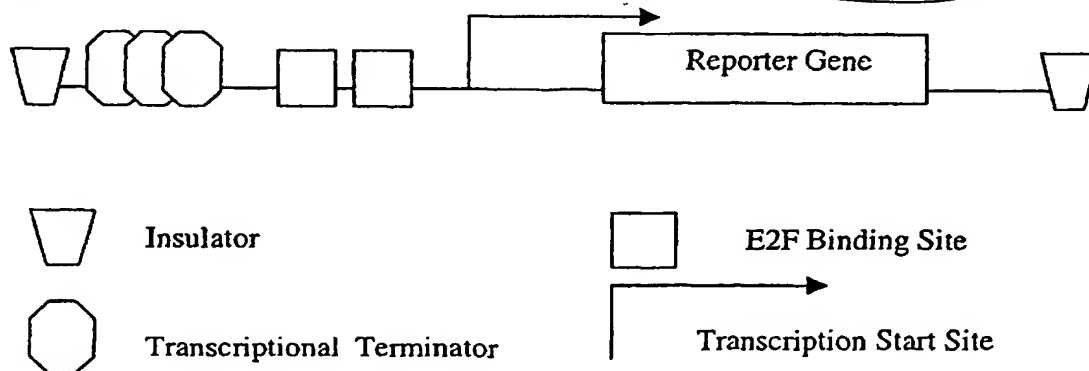 Reporter Gene
Insulator
E2F Binding Site
Transcriptional Terminator
Transcription Start Site